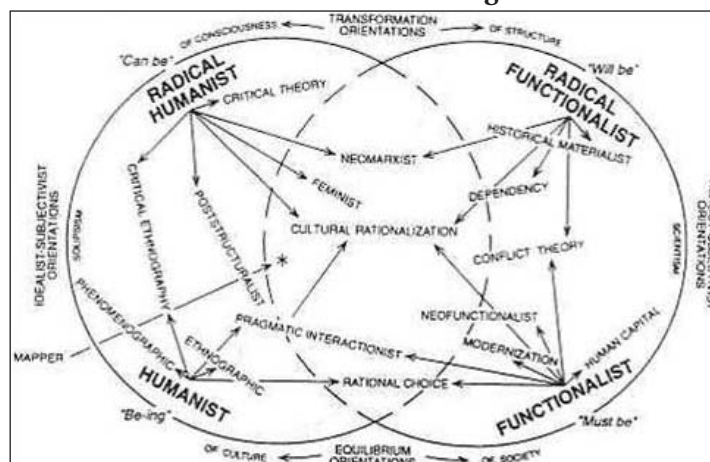 TRANSFORMATION
ORIENTATIONS
OF CONSCIOUSNESS
OF STRUCTURE
"Can be"
"Will be"
RADICAL
HUMANIST
RADICAL
FUNCTIONALIST
CRITICAL THEORY
HISTORICAL MATERIALIST
NEOMARXIST
FEMINIST
DEPENDENCY
CRITICAL ETHNOGRAPHY
POSTSTRUCTURALIST
CULTURAL RATIONALIZATION
CONFLICT THEORY
IDEALIST-SUBJECTIVIST
ORIENTATIONS
SOLIPSISM
SCIENTISM
ORIENTATIONS
*
PHENOMENOGRAPHIC
ETHNOGRAPHIC
PRAGMATIC INTERACTIONIST
NEOFUNCTIONALIST
MODERNIZATION
HUMAN CAPITAL
MAPPER
HUMANIST
RATIONAL CHOICE
FUNCTIONALIST
"Be-ing"
"Must be"
OF CULTURE
EQUILIBRIUM
ORIENTATIONS
OF SOCIETY